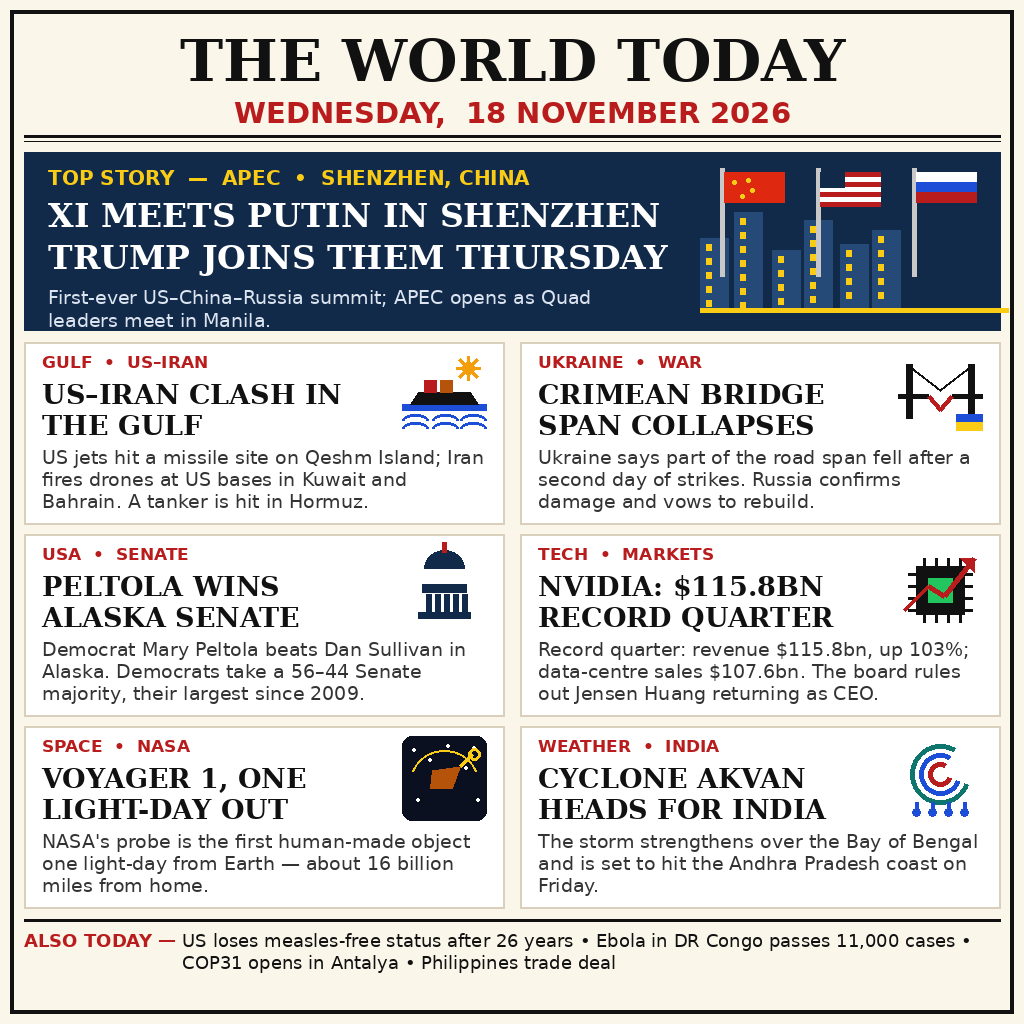 THE WORLD TODAY
WEDNESDAY, 18 NOVEMBER 2026
TOP STORY — APEC • SHENZHEN, CHINA
XI MEETS PUTIN IN SHENZHEN
TRUMP JOINS THEM THURSDAY
First-ever US–China–Russia summit; APEC opens as Quad
leaders meet in Manila.
GULF • US–IRAN
US–IRAN CLASH IN
THE GULF
US jets hit a missile site on Qeshm Island; Iran
fires drones at US bases in Kuwait and
Bahrain. A tanker is hit in Hormuz.
UKRAINE • WAR
CRIMEAN BRIDGE
SPAN COLLAPSES
Ukraine says part of the road span fell after a
second day of strikes. Russia confirms
damage and vows to rebuild.
USA • SENATE
PELTOLA WINS
ALASKA SENATE
Democrat Mary Peltola beats Dan Sullivan in
Alaska. Democrats take a 56–44 Senate
majority, their largest since 2009.
TECH • MARKETS
NVIDIA: $115.8BN
RECORD QUARTER
Record quarter: revenue $115.8bn, up 103%;
data-centre sales $107.6bn. The board rules
out Jensen Huang returning as CEO.
SPACE • NASA
VOYAGER 1, ONE
LIGHT-DAY OUT
NASA's probe is the first human-made object
one light-day from Earth — about 16 billion
miles from home.
WEATHER • INDIA
CYCLONE AKVAN
HEADS FOR INDIA
The storm strengthens over the Bay of Bengal
and is set to hit the Andhra Pradesh coast on
Friday.
ALSO TODAY — US loses measles-free status after 26 years • Ebola in DR Congo passes 11,000 cases •
COP31 opens in Antalya • Philippines trade deal